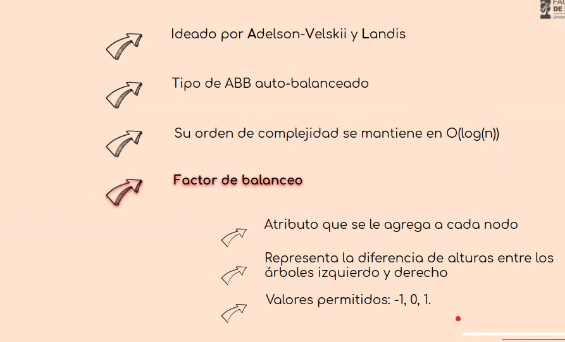 FAC
DE
Ideado por Adelson-Velskii y Landis
Tipo de ABB auto-balanceado
Su orden de complejidad se mantiene en O(log(n))
Factor de balanceo
Atributo que se le agrega a cada nodo
Representa la diferencia de alturas entre los
árboles izquierdo y derecho
Valores permitidos: -1, 0, 1.